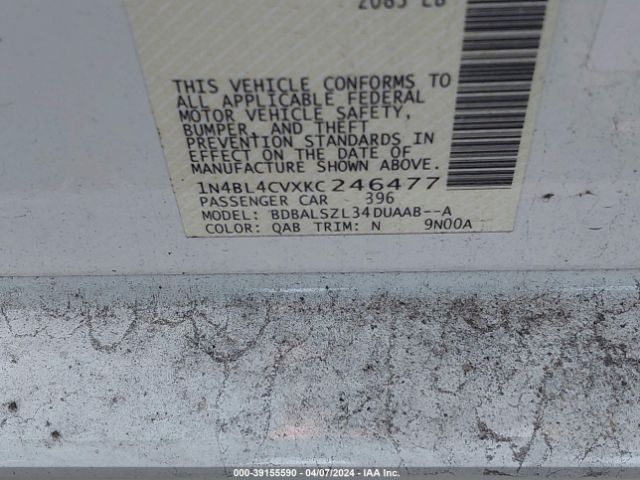 2083 LB
THIS VEHICLE CONFORMS TO
ALL APPLICABLE FEDERAL
MOTOR VEHICLE SAFETY,
BUMPER, AND THEFT
PREVENTION STANDARDS IN
EFFECT ON THE DATE OF
MANUFACTURE SHOWN ABOVE.
1N4BL4CVXKC246477
PASSENGER CAR 396
MODEL: BDBALSZL34DUAAB--A
COLOR: QAB TRIM: N 9N00A
000-39155590 - 04/07/2024 - IAA Inc.